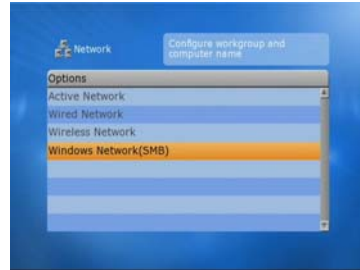 Network
Configure workgroup and
computer name
Options
Active Network
Wired Network
Wireless Network
Windows Network(SMB)